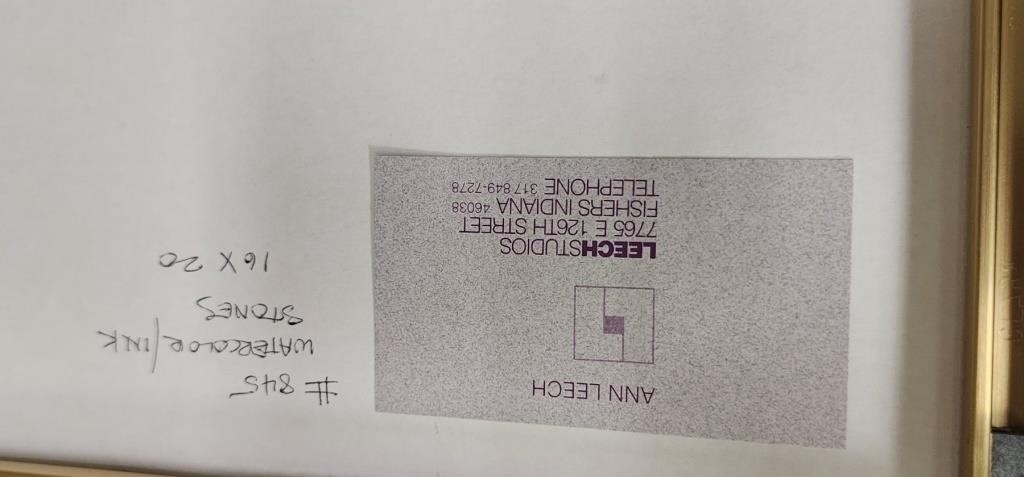 ANN LEECH
LEECHSTUDIOS
7765 E 126TH STREET
FISHERS INDIANA 46038
TELEPHONE 317 849-7278
# 845
WATERCOLOR/INK
STONES
16 X 20